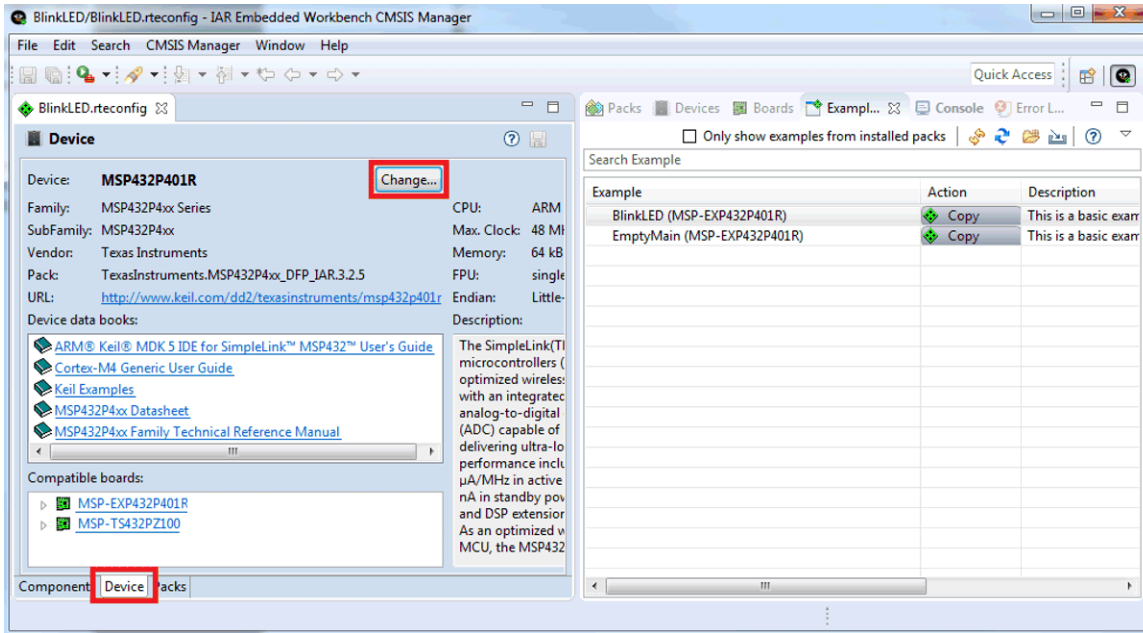 BlinkLED/BlinkLED.rteconfig - IAR Embedded Workbench CMSIS Manager
File Edit Search CMSIS Manager Window Help
Quick Access
BlinkLED.rteconfig
Device
Device: MSP432P401R Change...
Family: MSP432P4xx Series CPU: ARM
SubFamily: MSP432P4xx Max. Clock: 48
Vendor: Texas Instruments Memory: 64 kB
Pack: TexasInstruments.MSP432P4xx_DFP_IAR.3.2.5 FPU: single
URL: http://www.keil.com/dd2/texasinstruments/msp432p401r Endian: Little-
Device data books: Description:
ARM® Keil® MDK 5 IDE for SimpleLink™ MSP432™ User's Guide
Cortex-M4 Generic User Guide
Keil Examples
MSP432P4xx Datasheet
MSP432P4xx Family Technical Reference Manual
Compatible boards:
MSP-EXP432P401R
MSP-TS432PZ100
The SimpleLink(TI
microcontrollers (
optimized wireles
with an integrated
analog-to-digital
(ADC) capable of
delivering ultra-lo
performance inclu
µA/MHz in active
nA in standby pow
and DSP extension
As an optimized w
MCU, the MSP432
Component Device acks
Packs Devices Boards Exampl... Console Error L...
Only show examples from installed packs
Search Example
Example Action Description
BlinkLED (MSP-EXP432P401R) Copy This is a basic exam
EmptyMain (MSP-EXP432P401R) Copy This is a basic exam